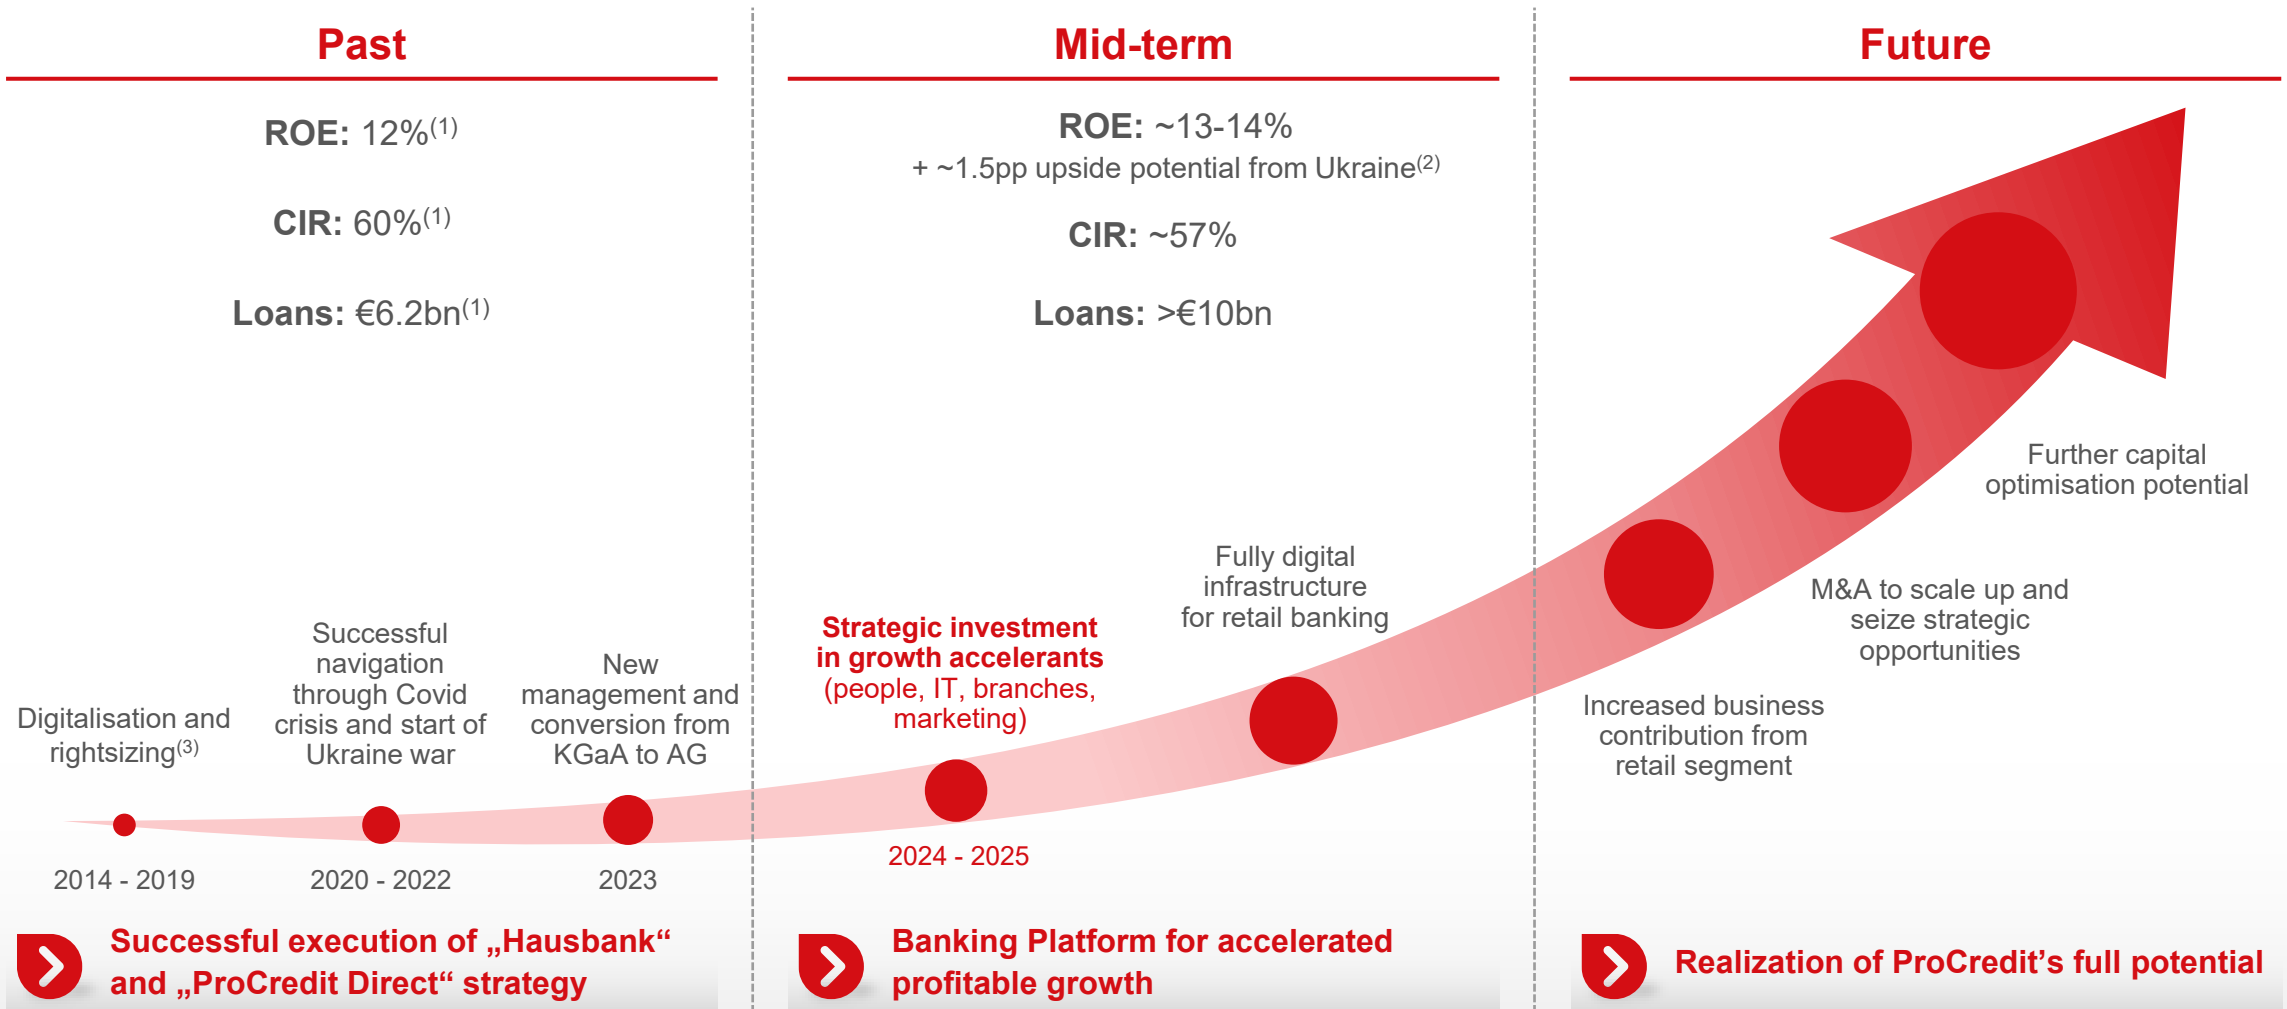 Past
ROE: 12%(1)
CIR: 60%(1)
Loans: €6.2bn(1)
Digitalisation and
rightsizing(3)
2014 - 2019
Successful
navigation
through Covid
crisis and start of
Ukraine war
2020 - 2022
New
management and
conversion from
KGaA to AG
2023
Successful execution of „Hausbank“
and „ProCredit Direct“ strategy
Mid-term
ROE: ~13-14%
+ ~1.5pp upside potential from Ukraine(2)
CIR: ~57%
Loans: >€10bn
Strategic investment
in growth accelerants
(people, IT, branches,
marketing)
2024 - 2025
Fully digital
infrastructure
for retail banking
Banking Platform for accelerated
profitable growth
Future
Increased business
contribution from
retail segment
M&A to scale up and
seize strategic
opportunities
Further capital
optimisation potential
Realization of ProCredit’s full potential